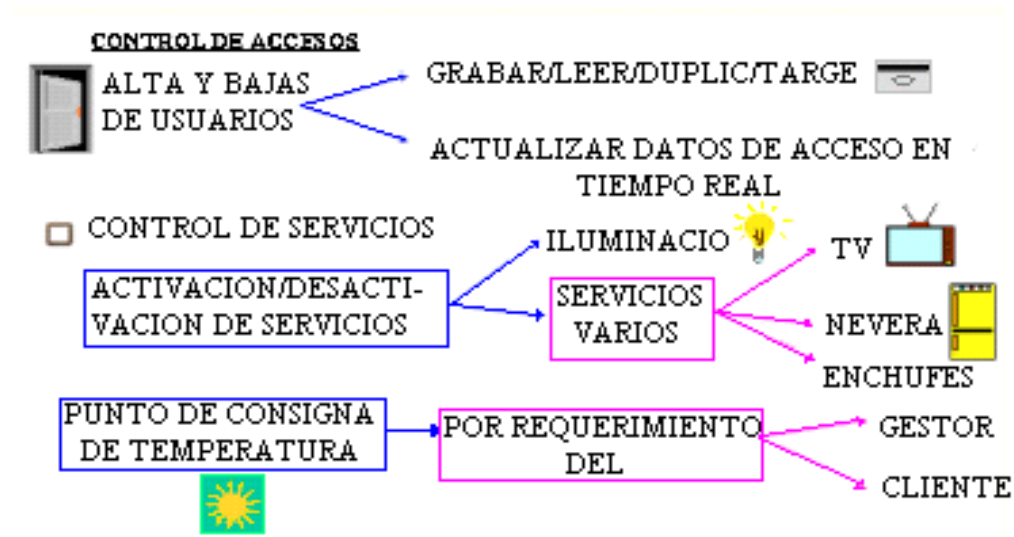 CONTROL DE ACCESOS
ALTA Y BAJAS
DE USUARIOS
GRABAR/LEER/DUPLIC/TARGE
ACTUALIZAR DATOS DE ACCESO EN
TIEMPO REAL
CONTROL DE SERVICIOS
ILUMINACIO
TV
ACTIVACION/DESACTI-
VACION DE SERVICIOS
SERVICIOS
VARIOS
NEVERA
ENCHUFES
PUNTO DE CONSIGNA
DE TEMPERATURA
POR REQUERIMIENTO
DEL
GESTOR
CLIENTE